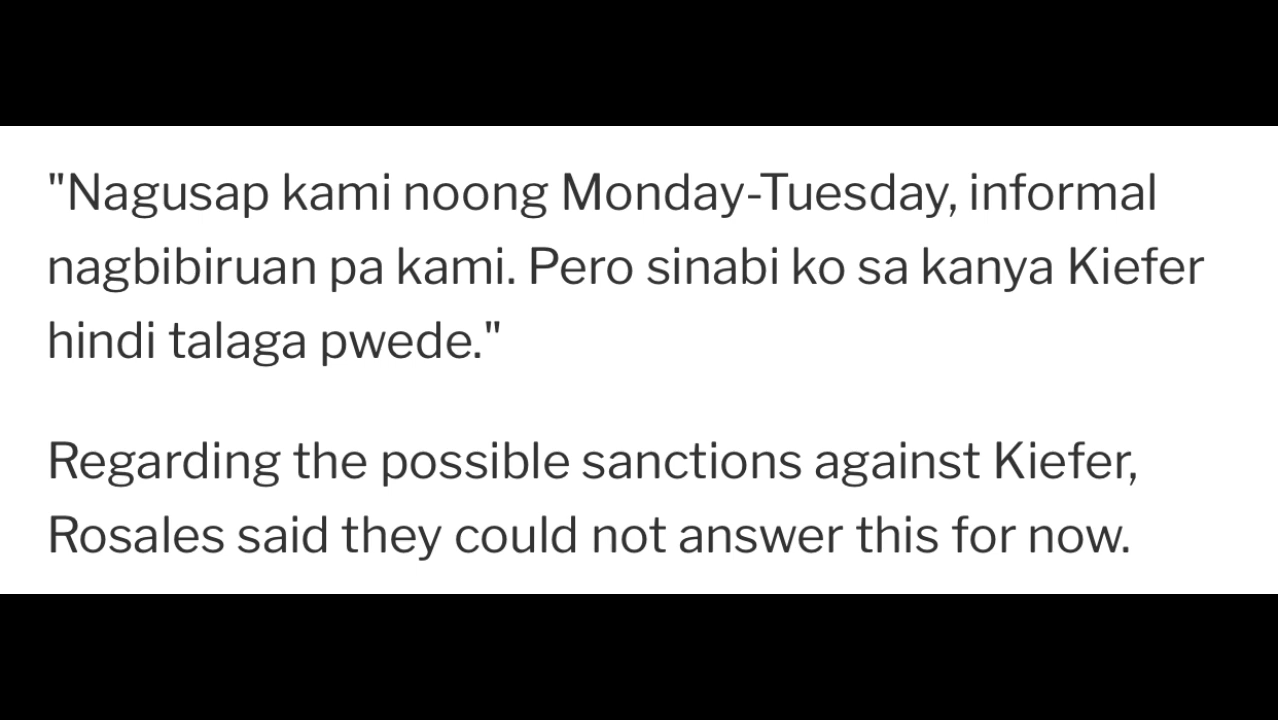 "Nagusap kami noong Monday-Tuesday, informal
nagbibiruan pa kami. Pero sinabi ko sa kanya Kiefer
hindi talaga pwede."
Regarding the possible sanctions against Kiefer,
Rosales said they could not answer this for now.